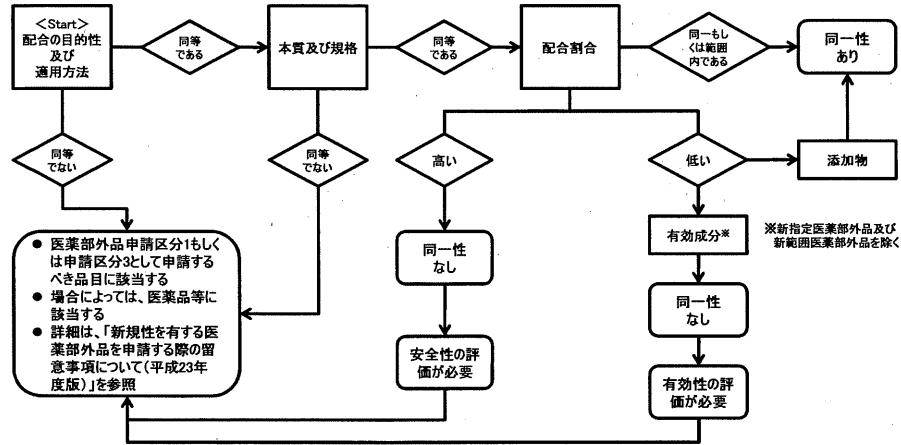 ＜Start＞
配合の目的性
及び
適用方法
同等
である
本質及び規格
同等
である
配合割合
同一もし
くは範囲
内である
同一性
あり
同等
でない
同等
でない
高い
低い
添加物
● 医薬部外品申請区分1もしく
は申請区分3として申請する
べき品目に該当する
● 場合によっては、医薬品等に
該当する
● 詳細は、「新規性を有する医
薬部外品を申請する際の留
意事項について(平成23年
度版)」を参照
同一性
なし
安全性の評
価が必要
有効成分※
※新指定医薬部外品及び
新範囲医薬部外品を除く
同一性
なし
有効性の評
価が必要